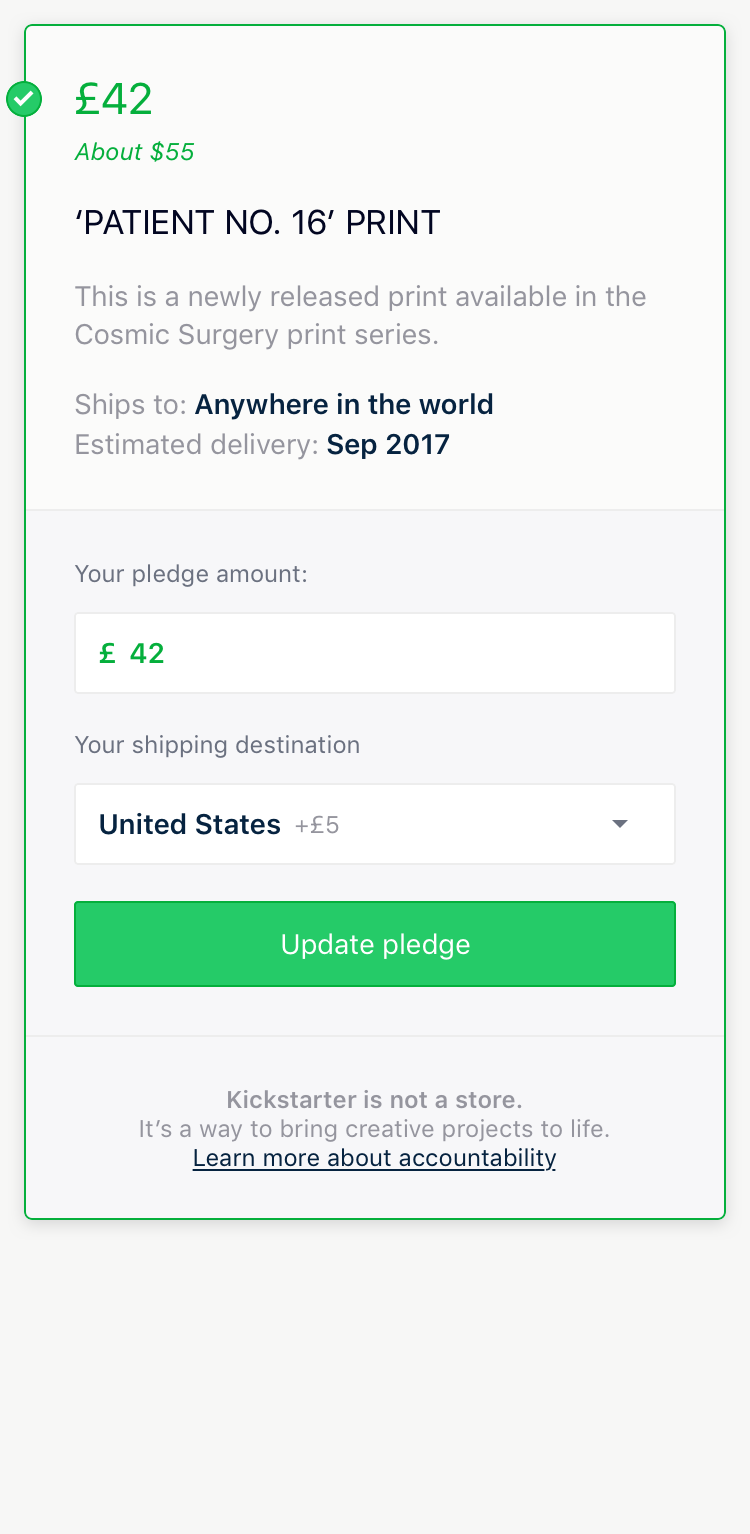 £42
About $55
‘PATIENT NO. 16’ PRINT
This is a newly released print available in the
Cosmic Surgery print series.
Ships to: Anywhere in the world
Estimated delivery: Sep 2017
Your pledge amount:
£ 42
Your shipping destination
United States +£5
Update pledge
Kickstarter is not a store.
It’s a way to bring creative projects to life.
Learn more about accountability